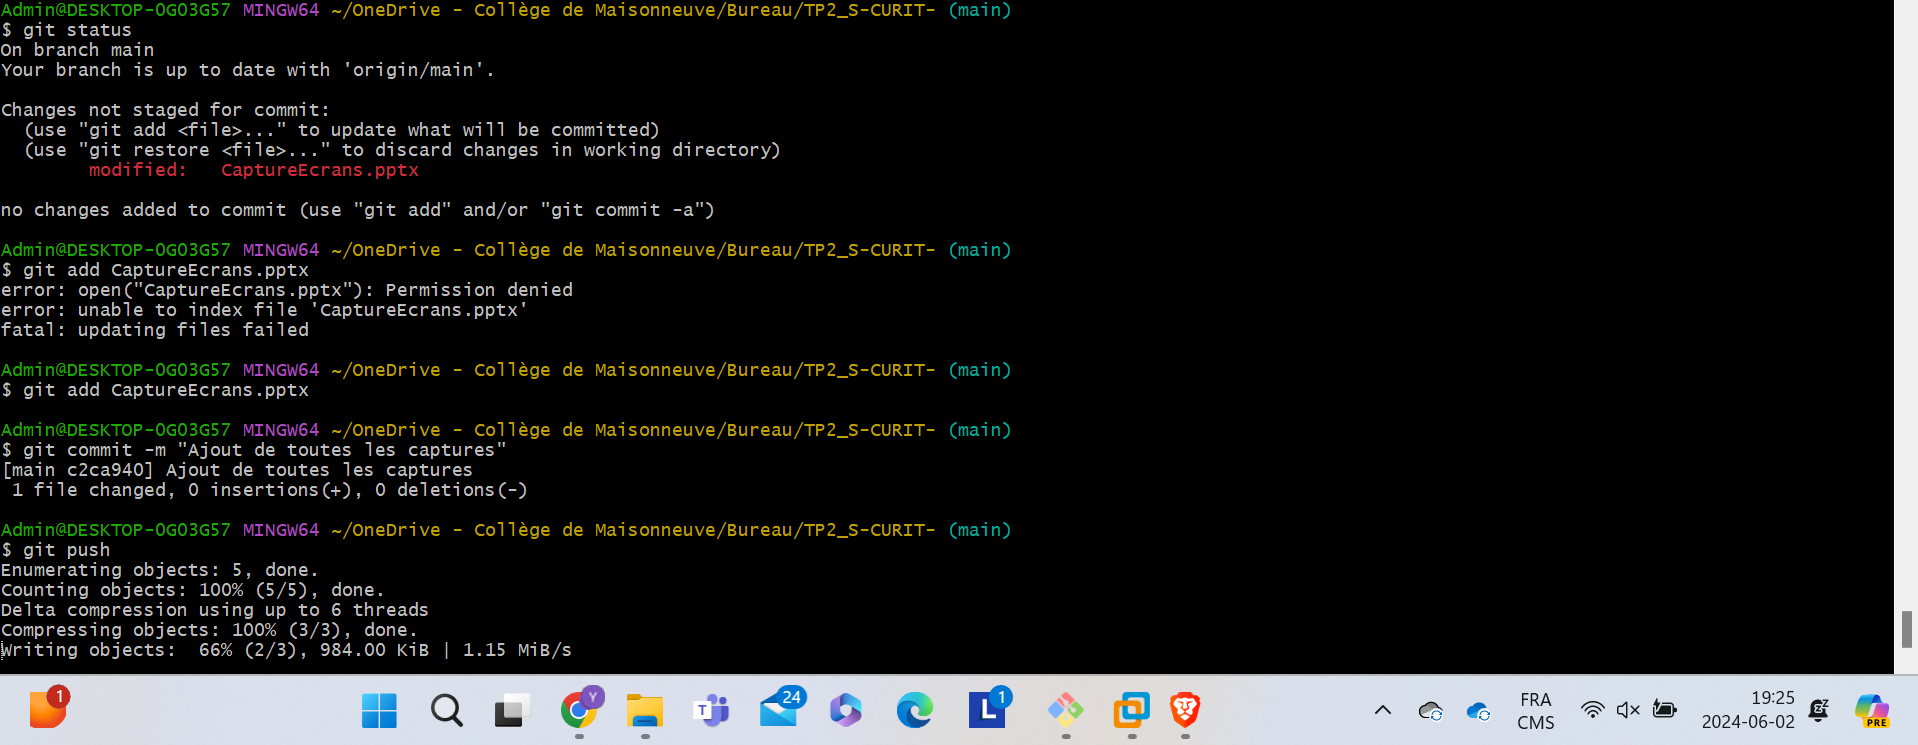 Admin@DESKTOP-0G03G57 MINGW64 ~/OneDrive - Collège de Maisonneuve/Bureau/TP2_S-CURIT- (main)
$ git status
On branch main
Your branch is up to date with 'origin/main'.
Changes not staged for commit:
(use "git add <file>..." to update what will be committed)
(use "git restore <file>..." to discard changes in working directory)
modified: CaptureEcrans.pptx
no changes added to commit (use "git add" and/or "git commit -a")
Admin@DESKTOP-0G03G57 MINGW64 ~/OneDrive - Collège de Maisonneuve/Bureau/TP2_S-CURIT- (main)
$ git add CaptureEcrans.pptx
error: open("CaptureEcrans.pptx"): Permission denied
error: unable to index file 'CaptureEcrans.pptx'
fatal: updating files failed
Admin@DESKTOP-0G03G57 MINGW64 ~/OneDrive - Collège de Maisonneuve/Bureau/TP2_S-CURIT- (main)
$ git add CaptureEcrans.pptx
Admin@DESKTOP-0G03G57 MINGW64 ~/OneDrive - Collège de Maisonneuve/Bureau/TP2_S-CURIT- (main)
$ git commit -m "Ajout de toutes les captures"
[main c2ca940] Ajout de toutes les captures
1 file changed, 0 insertions(+), 0 deletions(-)
Admin@DESKTOP-0G03G57 MINGW64 ~/OneDrive - Collège de Maisonneuve/Bureau/TP2_S-CURIT- (main)
$ git push
Enumerating objects: 5, done.
Counting objects: 100% (5/5), done.
Delta compression using up to 6 threads
Compressing objects: 100% (3/3), done.
Writing objects: 66% (2/3), 984.00 KiB | 1.15 MiB/s
1
Y
T
24
L
1
FRA
CMS
19:25
2024-06-02
PRE